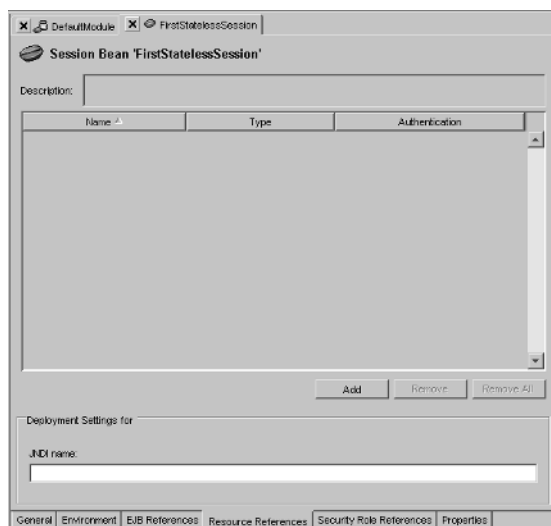 DefaultModule FirstStatelessSession
Session Bean 'FirstStatelessSession'
Description:
Name Type Authentication
Add Remove Remove All
Deployment Settings for
JNDI name:
General Environment EJB References Resource References Security Role References Properties